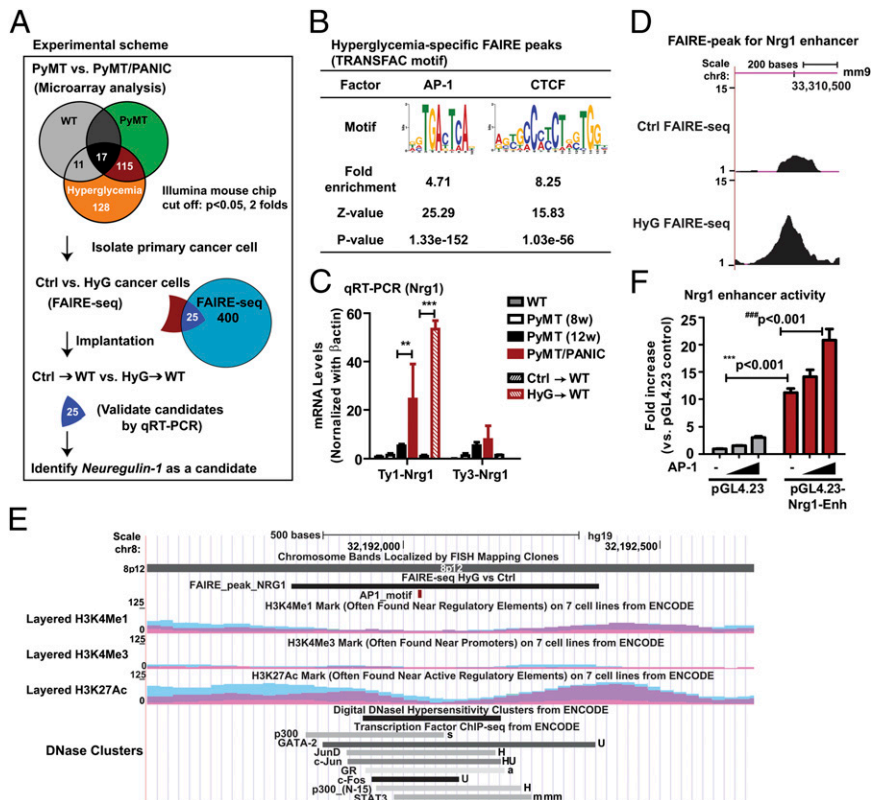 A
Experimental scheme
PyMT vs. PyMT/PANIC
(Microarray analysis)
WT
PyMT
11
17
115
Hyperglycemia
128
Illumina mouse chip
cut off: p<0.05, 2 folds
Isolate primary cancer cell
Ctrl vs. HyG cancer cells
(FAIRE-seq)
FAIRE-seq
400
25
Implantation
Ctrl → WT vs. HyG → WT
25
(Validate candidates
by qRT-PCR)
Identify Neuregulin-1 as a candidate
B
Hyperglycemia-specific FAIRE peaks
(TRANSFAC motif)
Factor AP-1 CTCF
Motif
Fold
enrichment 4.71 8.25
Z-value 25.29 15.83
P-value 1.33e-152 1.03e-56
C
qRT-PCR (Nrg1)
mRNA Levels
(Normalized with βactin)
60
40
20
0
**
***
Ty1-Nrg1 Ty3-Nrg1
WT
PyMT (8w)
PyMT (12w)
PyMT/PANIC
Ctrl → WT
HyG → WT
D
FAIRE-peak for Nrg1 enhancer
Scale 200 bases mm9
chr8: 33,310,500
15
Ctrl FAIRE-seq
1
15
HyG FAIRE-seq
1
F
Nrg1 enhancer activity
Fold increase
(vs. pGL4.23 control)
25
20
15
10
5
0
***p<0.001
###p<0.001
AP-1 - -
pGL4.23 pGL4.23-
Nrg1-Enh
E
Scale 500 bases hg19
chr8: 32,192,000 32,192,500
Chromosome Bands Localized by FISH Mapping Clones
8p12 8p12
FAIRE-seq HyG vs Ctrl
FAIRE_peak_NRG1
AP1_motif
H3K4Me1 Mark (Often Found Near Regulatory Elements) on 7 cell lines from ENCODE
125
Layered H3K4Me1
0
H3K4Me3 Mark (Often Found Near Promoters) on 7 cell lines from ENCODE
125
Layered H3K4Me3
0
H3K27Ac Mark (Often Found Near Active Regulatory Elements) on 7 cell lines from ENCODE
125
Layered H3K27Ac
0
Digital DNaseI Hypersensitivity Clusters from ENCODE
Transcription Factor ChIP-seq from ENCODE
DNase Clusters
p300 s
GATA-2 U
JunD H
c-Jun HU
GR a
c-Fos U
p300_(N-15) H
STAT3 mmm